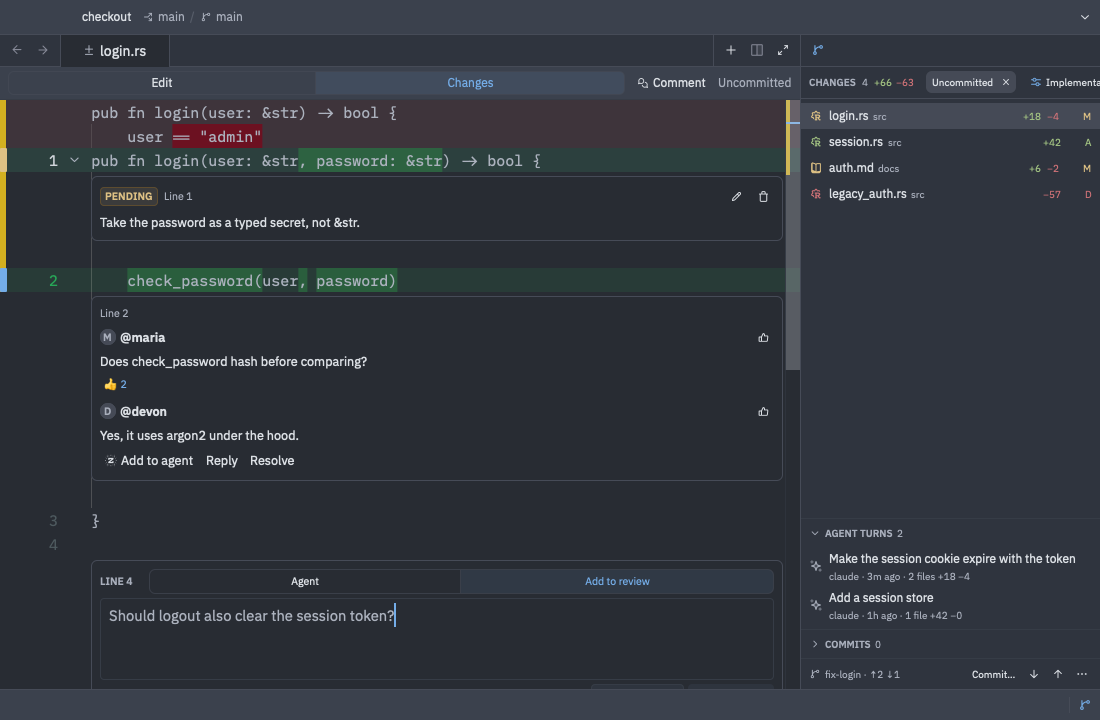 checkout main / main
login.rs
Edit Changes Comment Uncommitted
pub fn login(user: &str) -> bool {
user == "admin"
1 pub fn login(user: &str, password: &str) -> bool {
PENDING Line 1
Take the password as a typed secret, not &str.
2 check_password(user, password)
Line 2
M @maria
Does check_password hash before comparing?
👍 2
D @devon
Yes, it uses argon2 under the hood.
Add to agent Reply Resolve
3 }
4
LINE 4 Agent Add to review
Should logout also clear the session token?
CHANGES 4 +66 −63 Uncommitted × Implementa
login.rs src +18 −4 M
session.rs src +42 A
auth.md docs +6 −2 M
legacy_auth.rs src −57 D
AGENT TURNS 2
Make the session cookie expire with the token
claude · 3m ago · 2 files +18 −4
Add a session store
claude · 1h ago · 1 file +42 −0
COMMITS 0
fix-login · ↑2 ↓1 Commit... ↓ ↑ ···